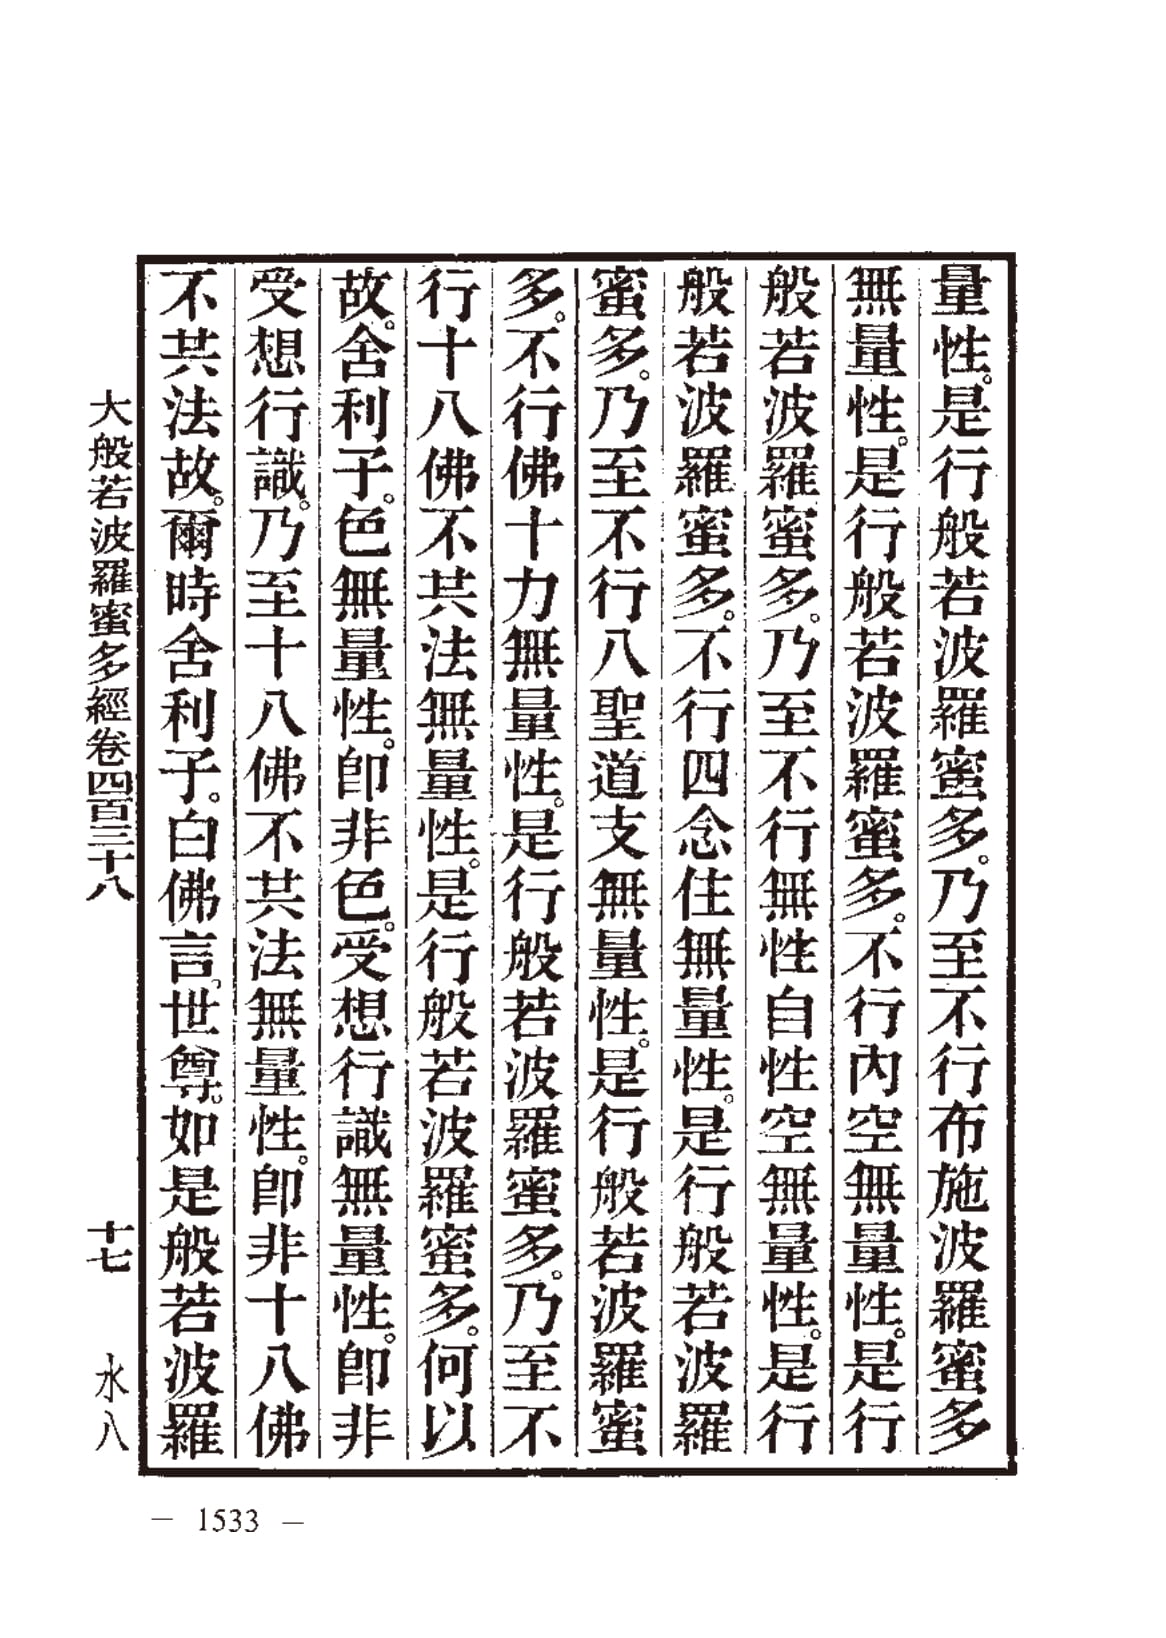 量性。是行般若波羅蜜多。乃至不行布施波羅蜜多
無量性。是行般若波羅蜜多。不行內空無量性。是行
般若波羅蜜多。乃至不行無性自性空無量性。是行
般若波羅蜜多。不行四念住無量性。是行般若波羅
蜜多。乃至不行八聖道支無量性。是行般若波羅蜜
多。不行佛十力無量性。是行般若波羅蜜多。乃至不
行十八佛不共法無量性。是行般若波羅蜜多。何以
故。舍利子。色無量性。卽非色。受想行識無量性。卽非
受想行識。乃至十八佛不共法無量性。卽非十八佛
不共法故。爾時舍利子。白佛言。世尊。如是般若波羅
大般若波羅蜜多經卷四百三十八 十七 水八
— 1533 —